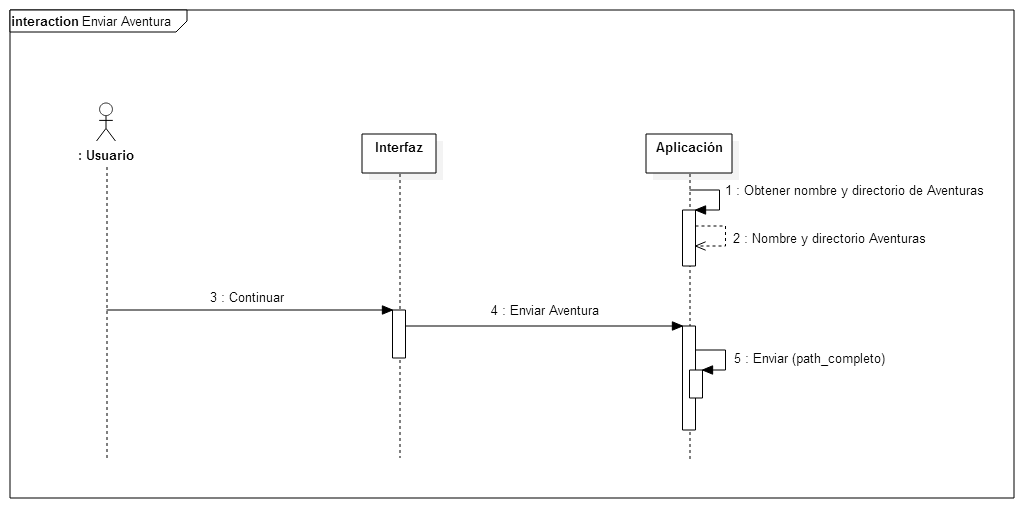 interaction Enviar Aventura
: Usuario
Interfaz
Aplicación
1 : Obtener nombre y directorio de Aventuras
2 : Nombre y directorio Aventuras
3 : Continuar
4 : Enviar Aventura
5 : Enviar (path_completo)